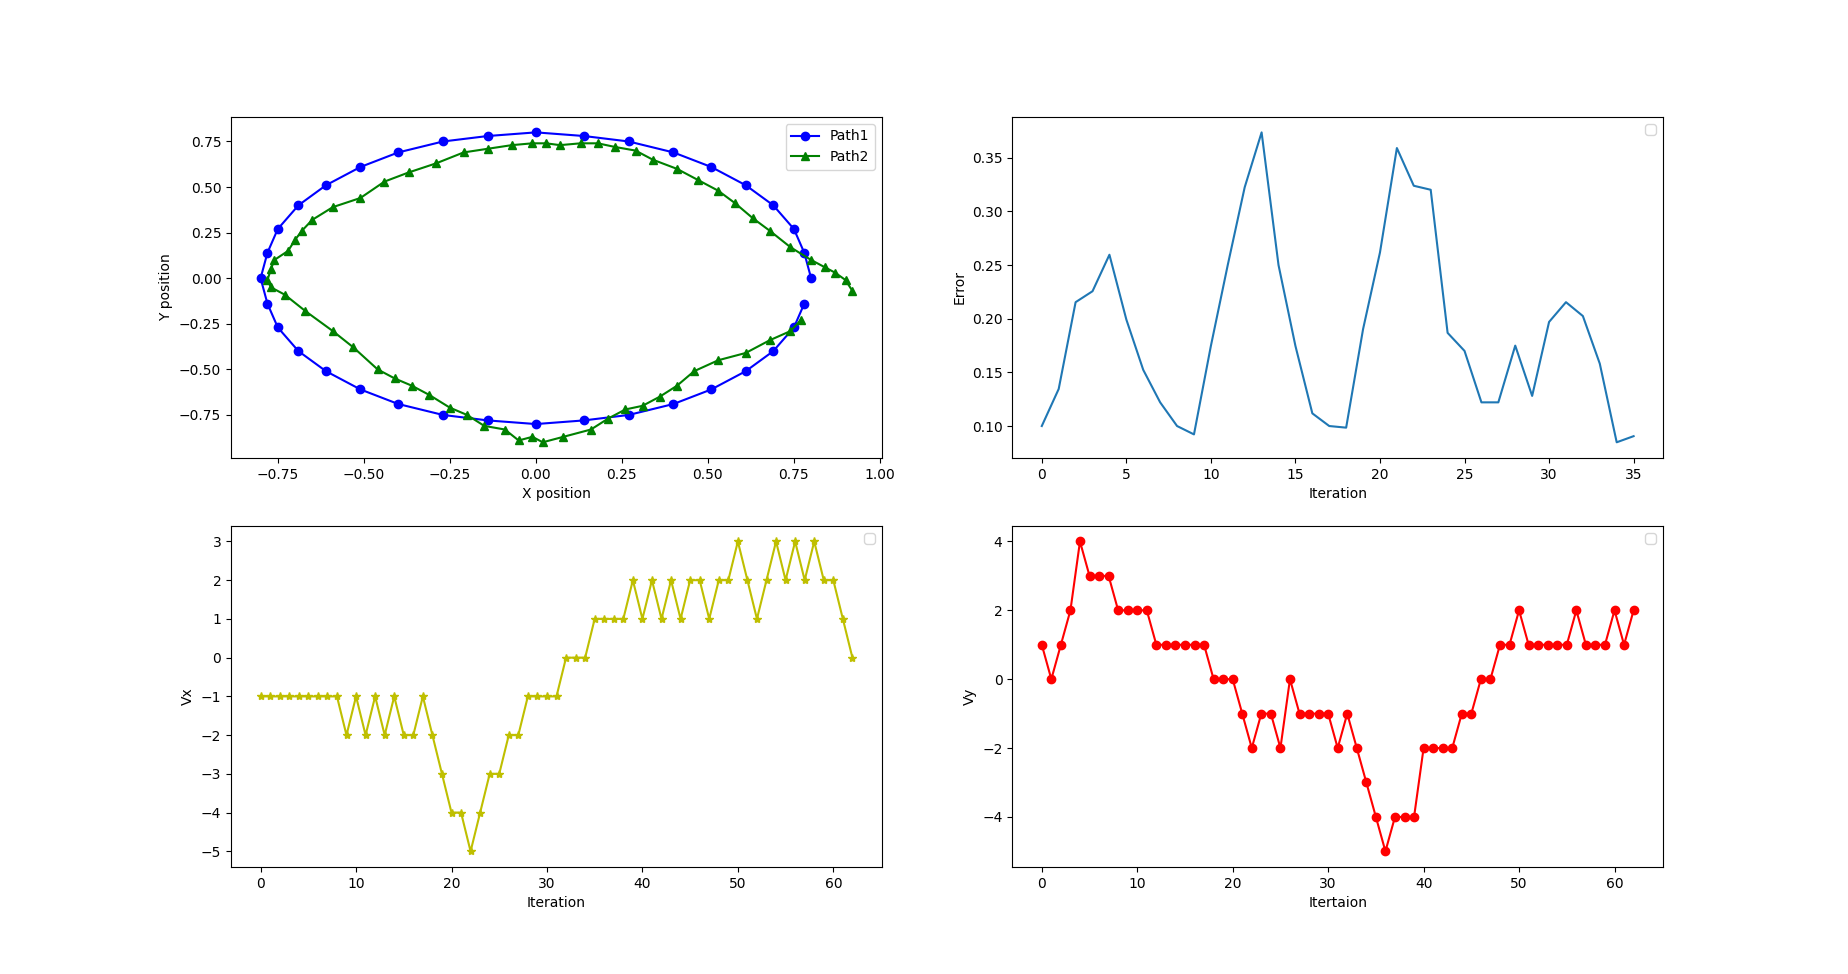 Path1
Path2
0.75
0.50
0.25
0.00
−0.25
−0.50
−0.75
Y position
−0.75 −0.50 −0.25 0.00 0.25 0.50 0.75 1.00
X position
0.35
0.30
0.25
0.20
0.15
0.10
Error
0 5 10 15 20 25 30 35
Iteration
3
2
1
0
−1
−2
−3
−4
−5
Vx
0 10 20 30 40 50 60
Iteration
4
2
0
−2
−4
Vy
0 10 20 30 40 50 60
Itertaion